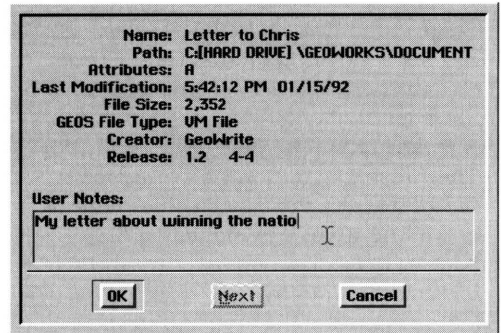 Name: Letter to Chris
Path: C:[HARD DRIVE] \GEOWORKS\DOCUMENT
Attributes: A
Last Modification: 5:42:12 PM 01/15/92
File Size: 2,352
GEOS File Type: VM File
Creator: GeoWrite
Release: 1.2 4-4
User Notes:
My letter about winning the natio
OK Next Cancel